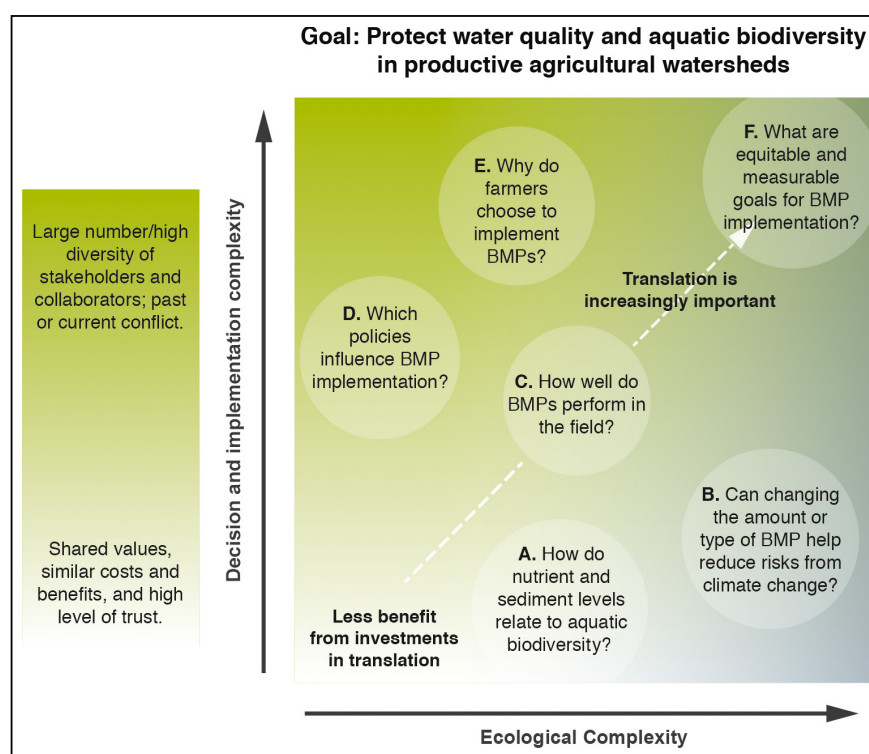 Goal: Protect water quality and aquatic biodiversity
in productive agricultural watersheds
Large number/high
diversity of
stakeholders and
collaborators; past
or current conflict.
Shared values,
similar costs and
benefits, and high
level of trust.
Decision and implementation complexity
E. Why do
farmers
choose to
implement
BMPs?
F. What are
equitable and
measurable
goals for BMP
implementation?
Translation is
increasingly important
D. Which
policies
influence BMP
implementation?
C. How well do
BMPs perform in
the field?
B. Can changing
the amount or
type of BMP help
reduce risks from
climate change?
A. How do
nutrient and
sediment levels
relate to aquatic
biodiversity?
Less benefit
from investments
in translation
Ecological Complexity